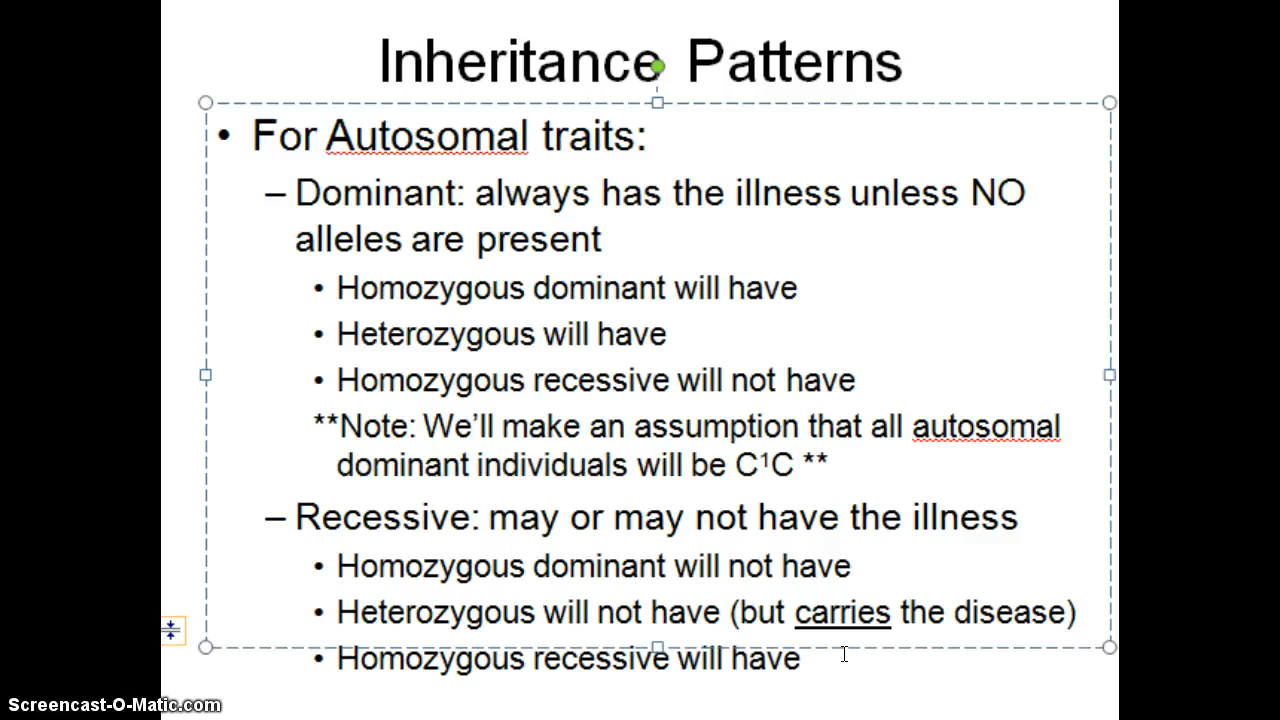 Inheritance Patterns
• For Autosomal traits:
– Dominant: always has the illness unless NO
alleles are present
• Homozygous dominant will have
• Heterozygous will have
• Homozygous recessive will not have
**Note: We'll make an assumption that all autosomal
dominant individuals will be C¹C **
– Recessive: may or may not have the illness
• Homozygous dominant will not have
• Heterozygous will not have (but carries the disease)
• Homozygous recessive will have
Screencast-O-Matic.com